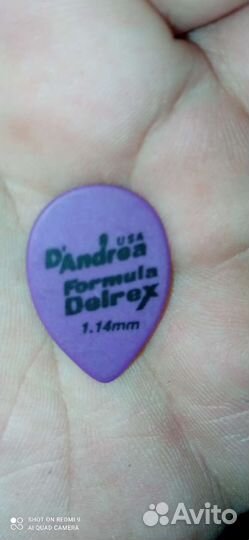 USA
D'Andrea
Formula
Delrex
1.14mm
SHOT ON REDMI 9
AI QUAD CAMERA
Avito